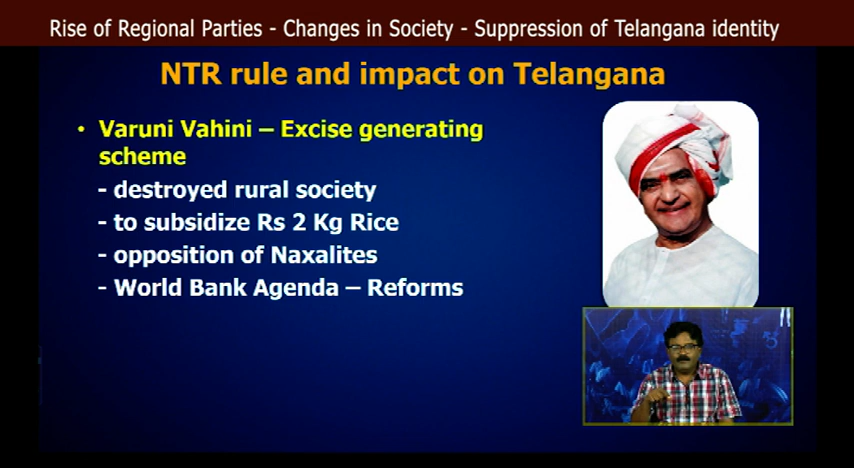 Rise of Regional Parties - Changes in Society - Suppression of Telangana identity
NTR rule and impact on Telangana
• Varuni Vahini – Excise generating
scheme
- destroyed rural society
- to subsidize Rs 2 Kg Rice
- opposition of Naxalites
- World Bank Agenda – Reforms